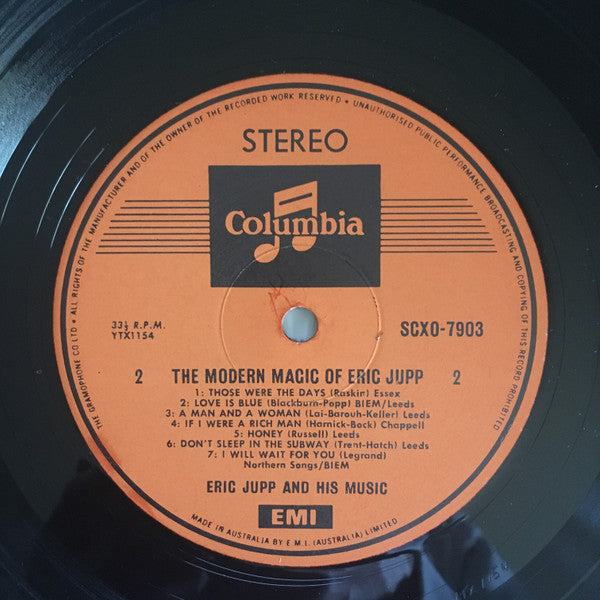 THE GRAMOPHONE CO LTD • ALL RIGHTS OF THE MANUFACTURER AND OF THE OWNER OF THE RECORDED WORK RESERVED • UNAUTHORISED PUBLIC PERFORMANCE BROADCASTING AND COPYING OF THIS RECORD PROHIBITED
STEREO
Columbia
33⅓ R.P.M.
YTX1154
SCXO-7903
2 THE MODERN MAGIC OF ERIC JUPP 2
1: THOSE WERE THE DAYS (Raskin) Essex
2: LOVE IS BLUE (Blackburn-Popp) BIEM/Leeds
3: A MAN AND A WOMAN (Lai-Barouh-Keller) Leeds
4: IF I WERE A RICH MAN (Harnick-Bock) Chappell
5: HONEY (Russell) Leeds
6: DON'T SLEEP IN THE SUBWAY (Trent-Hatch) Leeds
7: I WILL WAIT FOR YOU (Legrand)
Northern Songs/BIEM
ERIC JUPP AND HIS MUSIC
EMI
MADE IN AUSTRALIA BY E.M.I. (AUSTRALIA) LIMITED